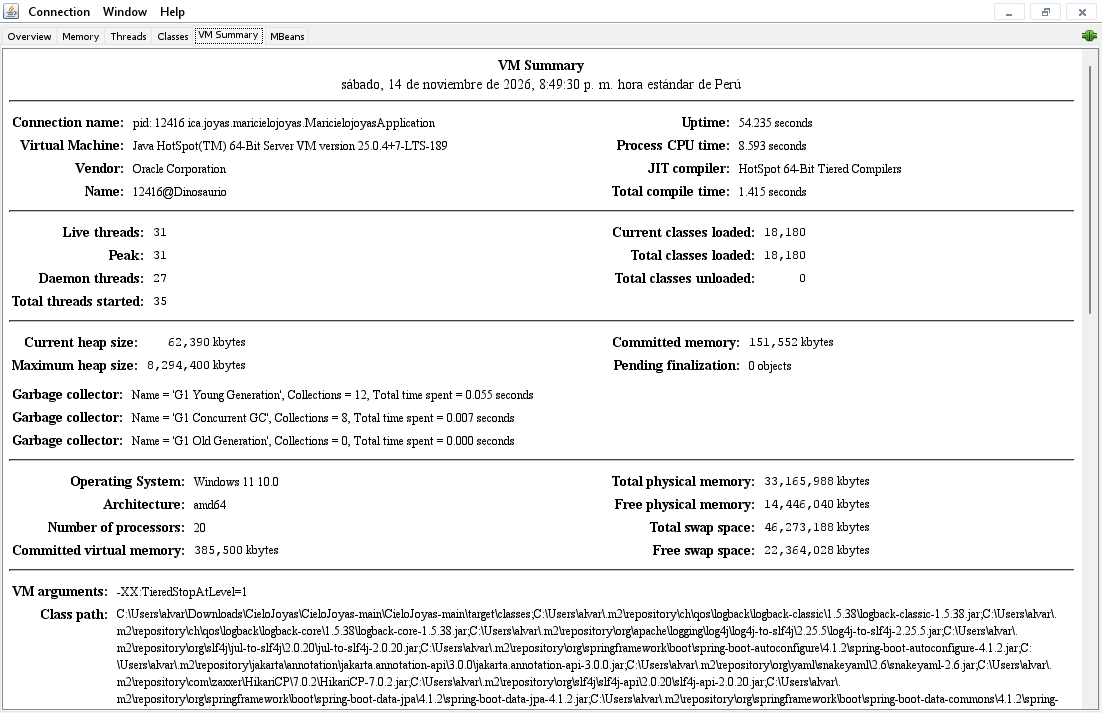 Connection Window Help
Overview Memory Threads Classes VM Summary MBeans
VM Summary
sábado, 14 de noviembre de 2026, 8:49:30 p. m. hora estándar de Perú
Connection name: pid: 12416 ica.joyas.maricielojoyas.MaricielojoyasApplication
Uptime: 54.235 seconds
Virtual Machine: Java HotSpot(TM) 64-Bit Server VM version 25.0.4+7-LTS-189
Process CPU time: 8.593 seconds
Vendor: Oracle Corporation
JIT compiler: HotSpot 64-Bit Tiered Compilers
Name: 12416@Dinosaurio
Total compile time: 1.415 seconds
Live threads: 31
Current classes loaded: 18,180
Peak: 31
Total classes loaded: 18,180
Daemon threads: 27
Total classes unloaded: 0
Total threads started: 35
Current heap size: 62,390 kbytes
Committed memory: 151,552 kbytes
Maximum heap size: 8,294,400 kbytes
Pending finalization: 0 objects
Garbage collector: Name = 'G1 Young Generation', Collections = 12, Total time spent = 0.055 seconds
Garbage collector: Name = 'G1 Concurrent GC', Collections = 8, Total time spent = 0.007 seconds
Garbage collector: Name = 'G1 Old Generation', Collections = 0, Total time spent = 0.000 seconds
Operating System: Windows 11 10.0
Total physical memory: 33,165,988 kbytes
Architecture: amd64
Free physical memory: 14,446,040 kbytes
Number of processors: 20
Total swap space: 46,273,188 kbytes
Committed virtual memory: 385,500 kbytes
Free swap space: 22,364,028 kbytes
VM arguments: -XX:TieredStopAtLevel=1
Class path: C:\Users\alvar\Downloads\CieloJoyas\CieloJoyas-main\CieloJoyas-main\target\classes;C:\Users\alvar\.
m2\repository\ch\qos\logback\logback-classic\1.5.38\logback-classic-1.5.38.jar;C:\Users\alvar\.
m2\repository\ch\qos\logback\logback-core\1.5.38\logback-core-1.5.38.jar;C:\Users\alvar\.m2\repository\org\apache\logging\log4j\log4j-to-slf4j\2.25.5\log4j-to-slf4j-2.25.5.jar;C:\Users\alvar\.
m2\repository\org\slf4j\jul-to-slf4j\2.0.20\jul-to-slf4j-2.0.20.jar;C:\Users\alvar\.m2\repository\org\springframework\boot\spring-boot-autoconfigure\4.1.2\spring-boot-autoconfigure-4.1.2.jar;C:
\Users\alvar\.m2\repository\jakarta\annotation\jakarta.annotation-api\3.0.0\jakarta.annotation-api-3.0.0.jar;C:\Users\alvar\.m2\repository\org\yaml\snakeyaml\2.6\snakeyaml-2.6.jar;C:\Users\alvar\.
m2\repository\com\zaxxer\HikariCP\7.0.2\HikariCP-7.0.2.jar;C:\Users\alvar\.m2\repository\org\slf4j\slf4j-api\2.0.20\slf4j-api-2.0.20.jar;C:\Users\alvar\.
m2\repository\org\springframework\boot\spring-boot-data-jpa\4.1.2\spring-boot-data-jpa-4.1.2.jar;C:\Users\alvar\.m2\repository\org\springframework\boot\spring-boot-data-commons\4.1.2\spring-